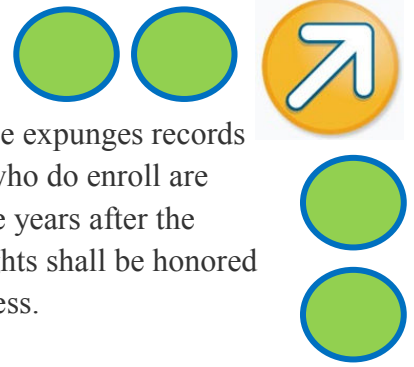 e expunges records
who do enroll are
e years after the
hts shall be honored
ess.